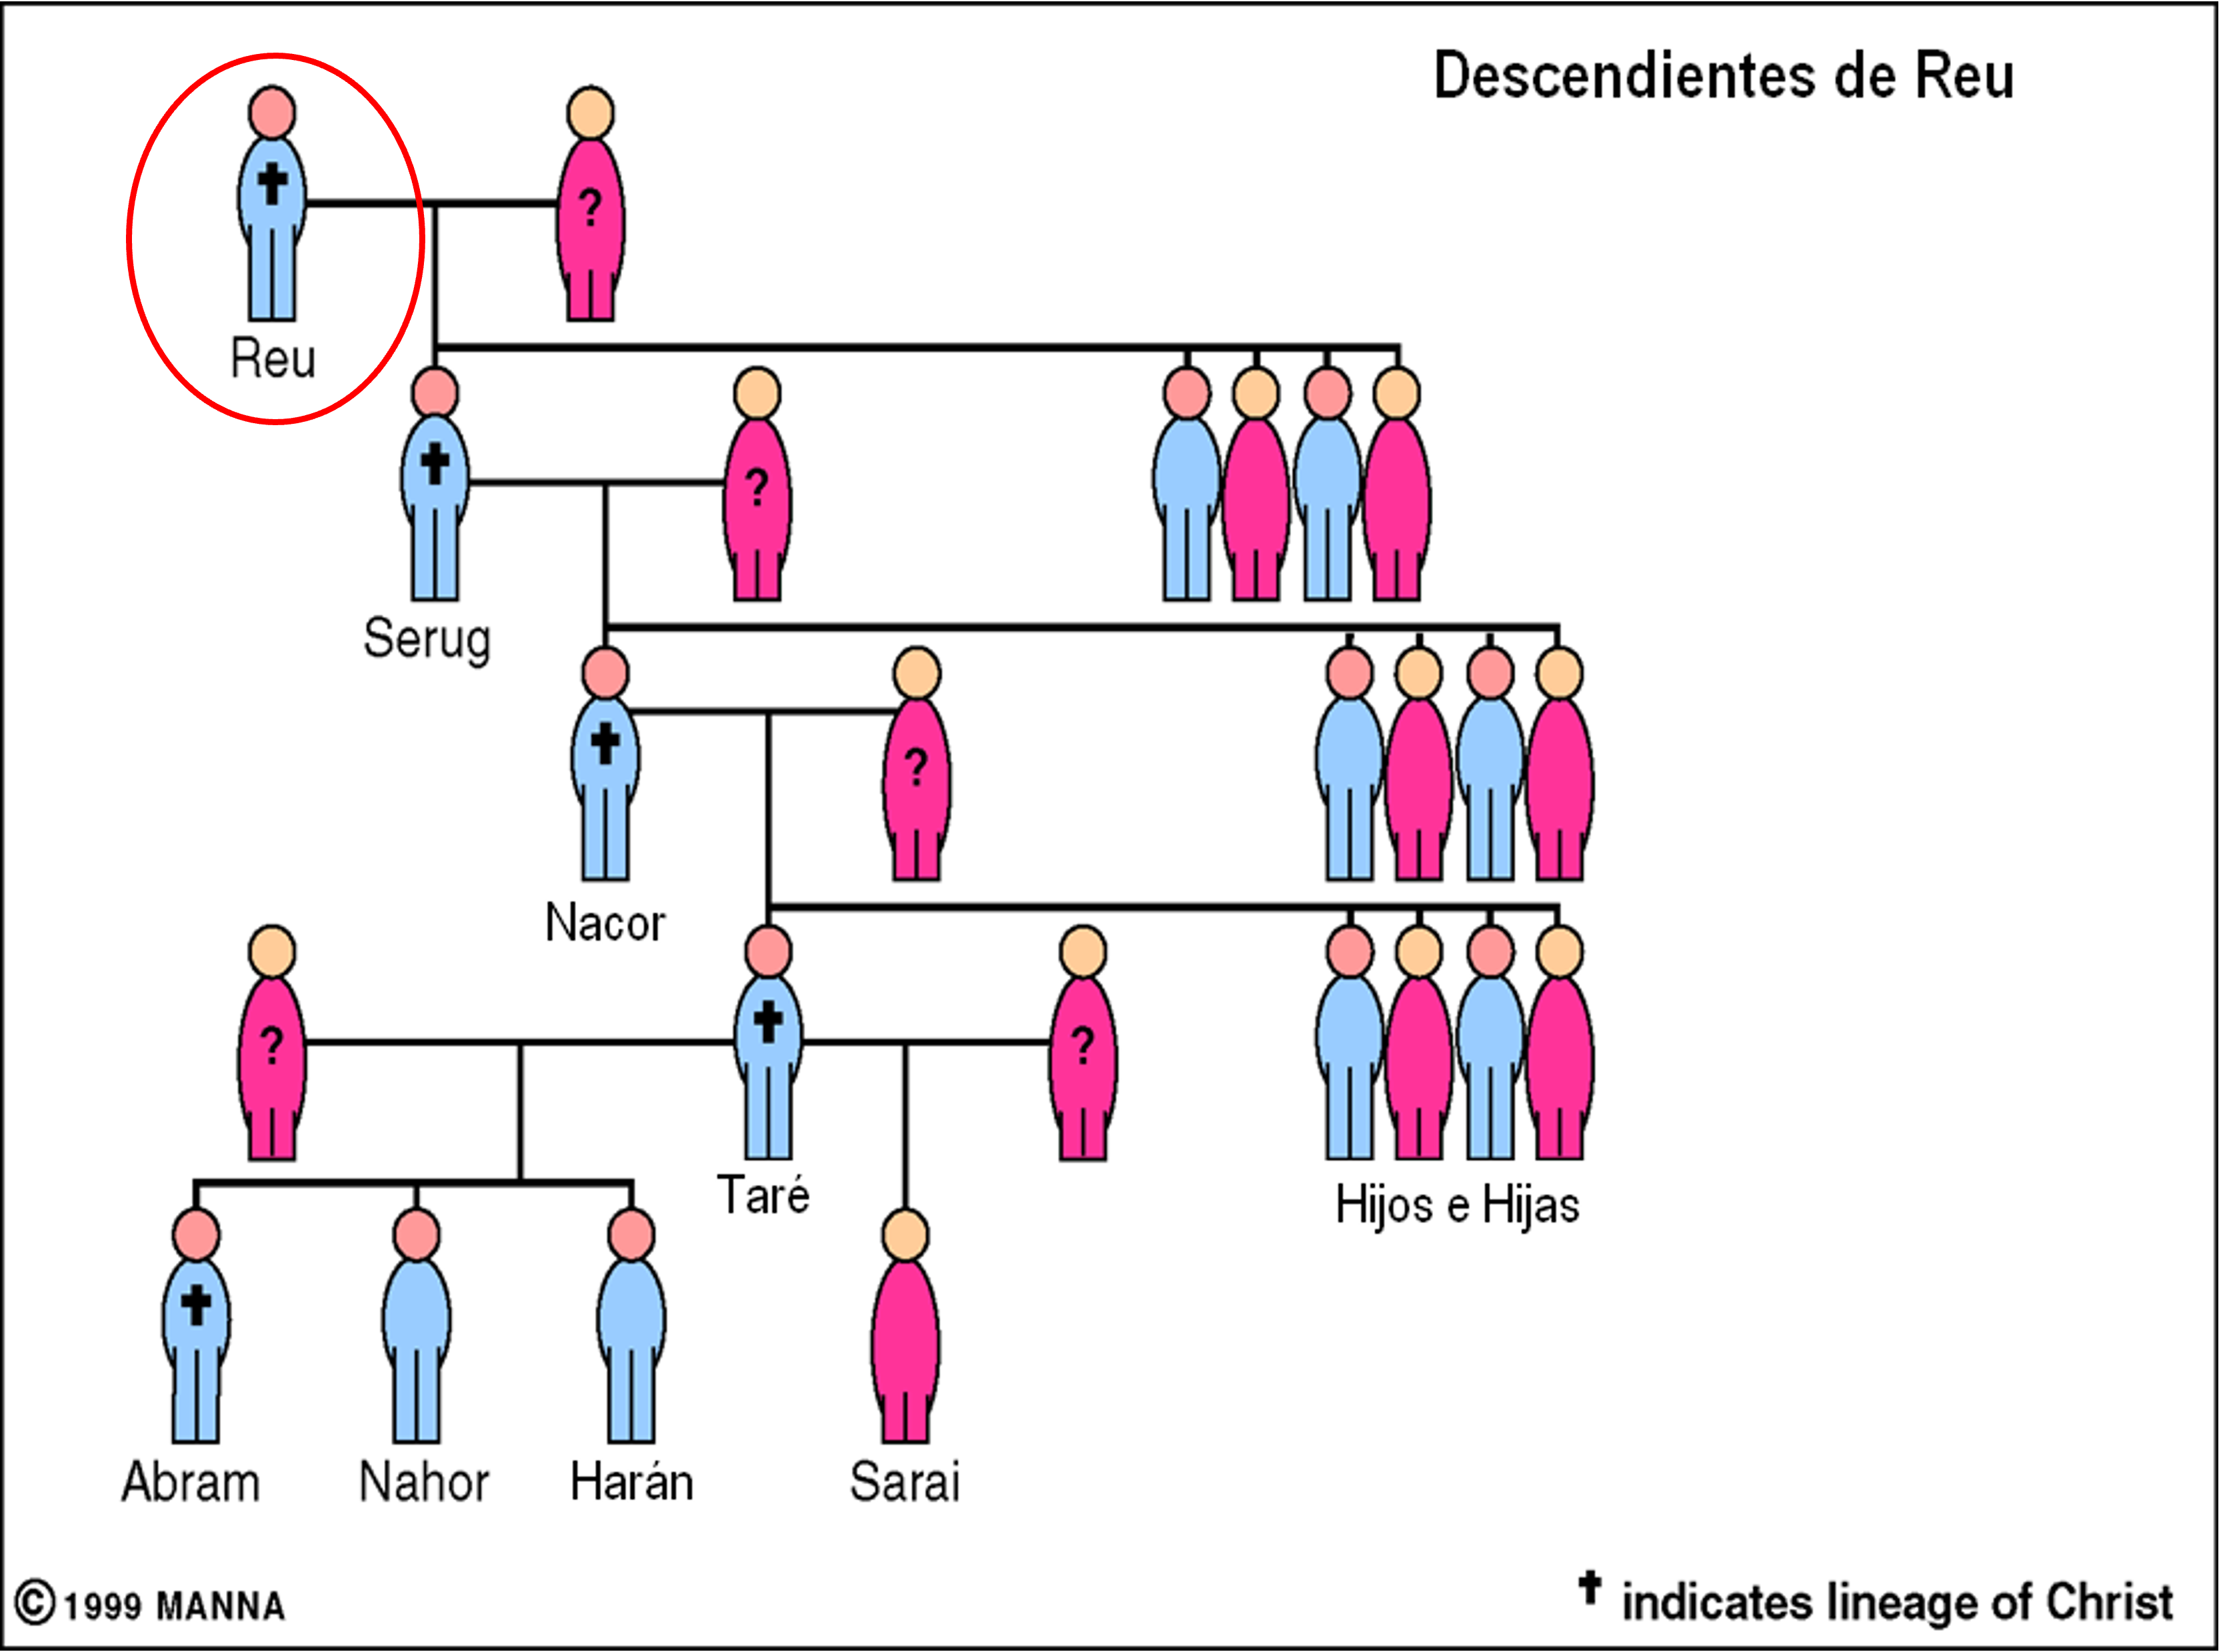 Descendientes de Reu
?
Reu
?
Serug
?
Nacor
?
?
Taré
Hijos e Hijas
Abram
Nahor
Harán
Sarai
© 1999 MANNA
✝ indicates lineage of Christ